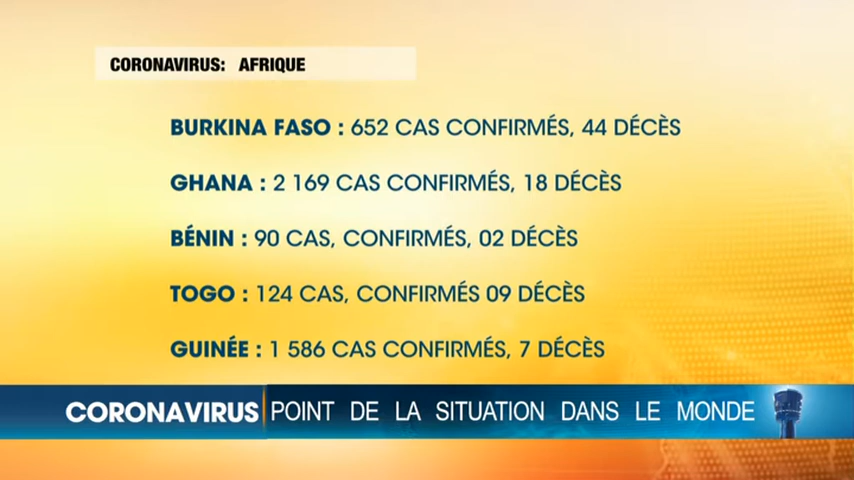 CORONAVIRUS: AFRIQUE
BURKINA FASO : 652 CAS CONFIRMÉS, 44 DÉCÈS
GHANA : 2 169 CAS CONFIRMÉS, 18 DÉCÈS
BÉNIN : 90 CAS, CONFIRMÉS, 02 DÉCÈS
TOGO : 124 CAS, CONFIRMÉS 09 DÉCÈS
GUINÉE : 1 586 CAS CONFIRMÉS, 7 DÉCÈS
CORONAVIRUS POINT DE LA SITUATION DANS LE MONDE